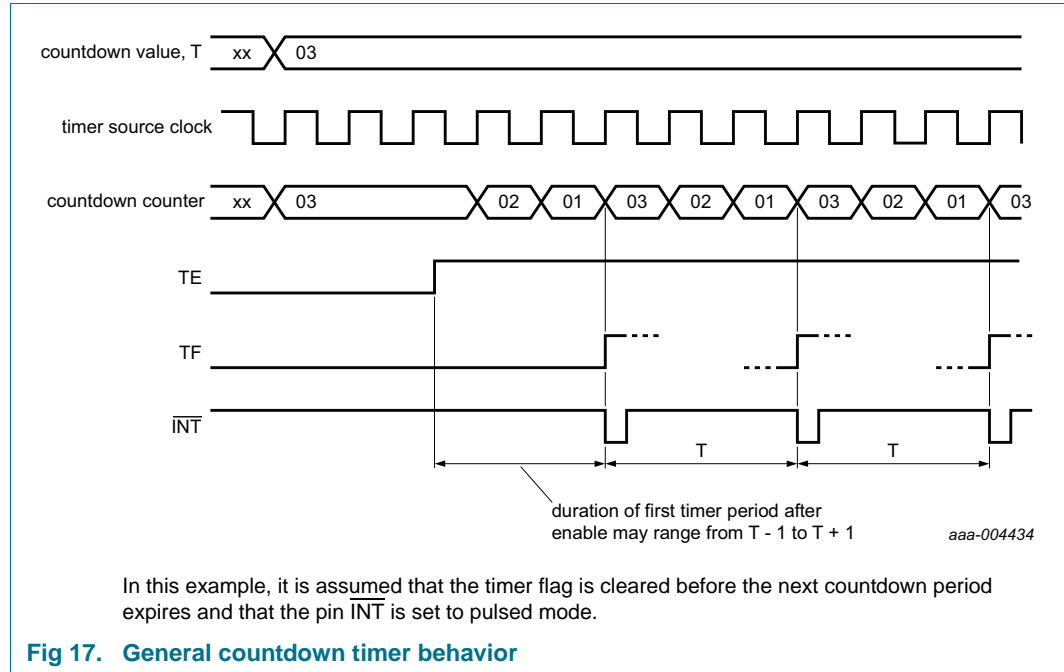 countdown value, T xx 03
timer source clock
countdown counter xx 03 02 01 03 02 01 03 02 01 03
TE
TF
INT
T T
duration of first timer period after
enable may range from T - 1 to T + 1
aaa-004434
In this example, it is assumed that the timer flag is cleared before the next countdown period
expires and that the pin INT is set to pulsed mode.
Fig 17. General countdown timer behavior